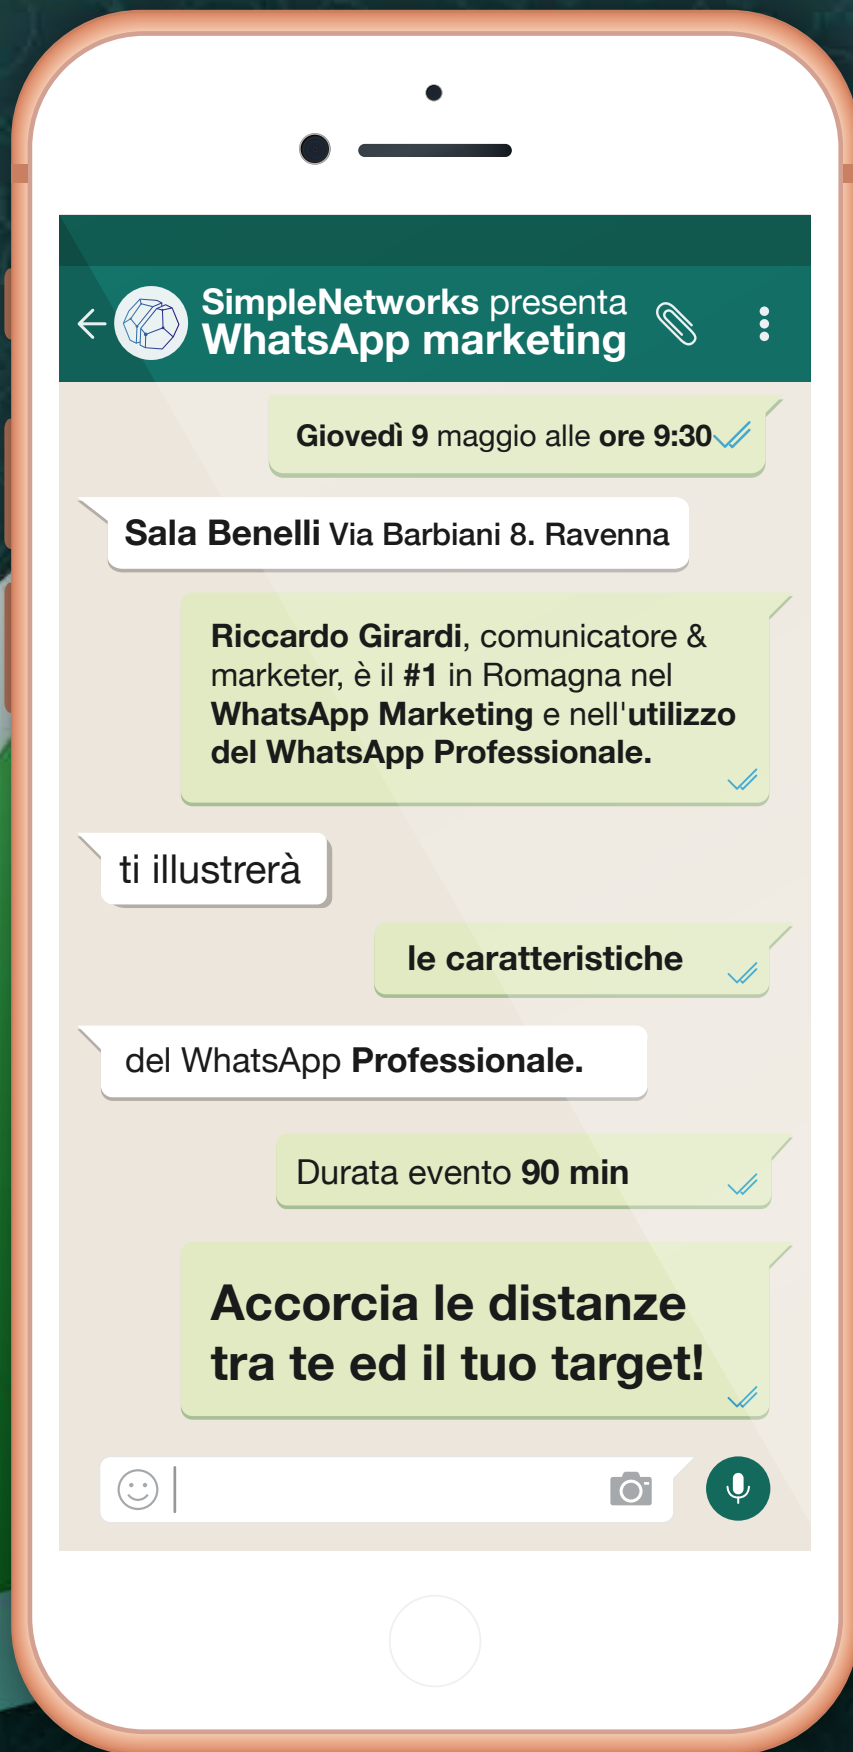 SimpleNetworks presenta
WhatsApp marketing
Giovedì 9 maggio alle ore 9:30
Sala Benelli Via Barbiani 8. Ravenna
Riccardo Girardi, comunicatore &
marketer, è il #1 in Romagna nel
WhatsApp Marketing e nell'utilizzo
del WhatsApp Professionale.
ti illustrerà
le caratteristiche
del WhatsApp Professionale.
Durata evento 90 min
Accorcia le distanze
tra te ed il tuo target!